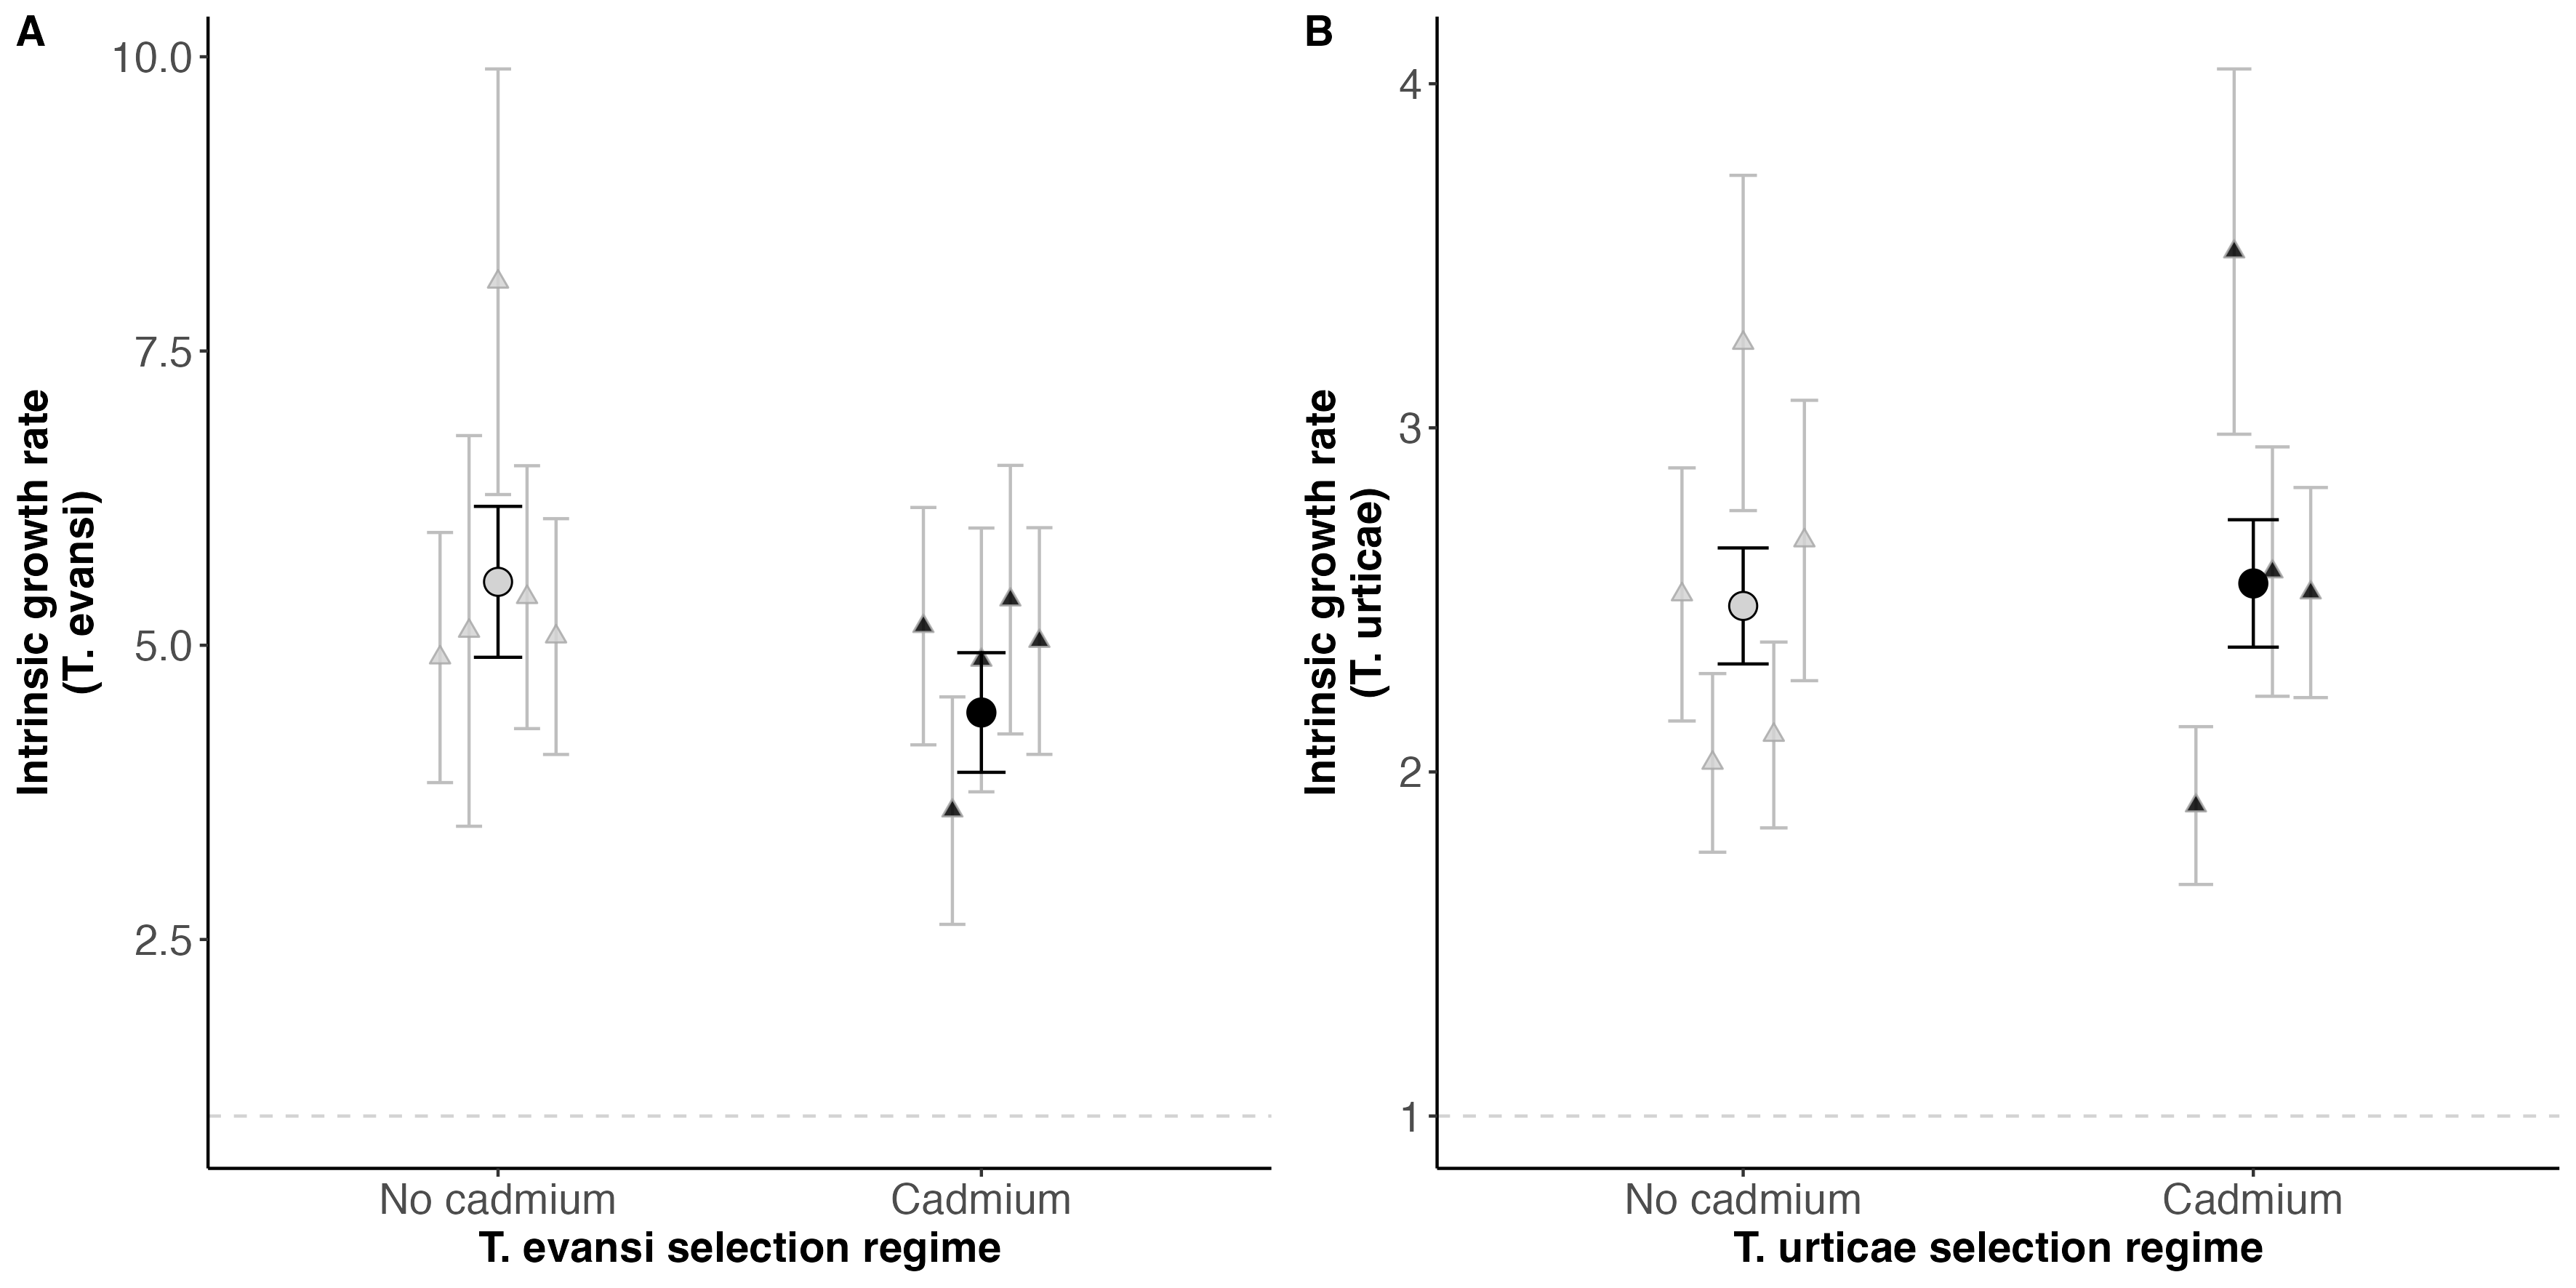 A
Intrinsic growth rate
(T. evansi)
10.0
7.5
5.0
2.5
No cadmium
Cadmium
T. evansi selection regime
B
Intrinsic growth rate
(T. urticae)
4
3
2
1
No cadmium
Cadmium
T. urticae selection regime